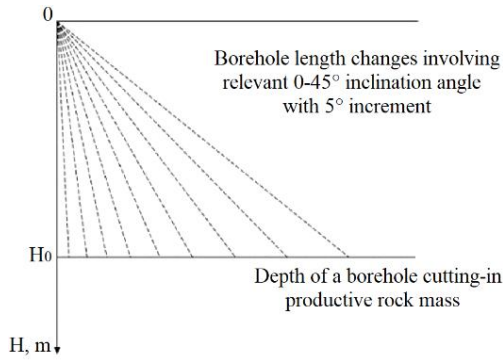 0
Borehole length changes involving
relevant 0-45° inclination angle
with 5° increment
H₀
Depth of a borehole cutting-in
productive rock mass
H, m